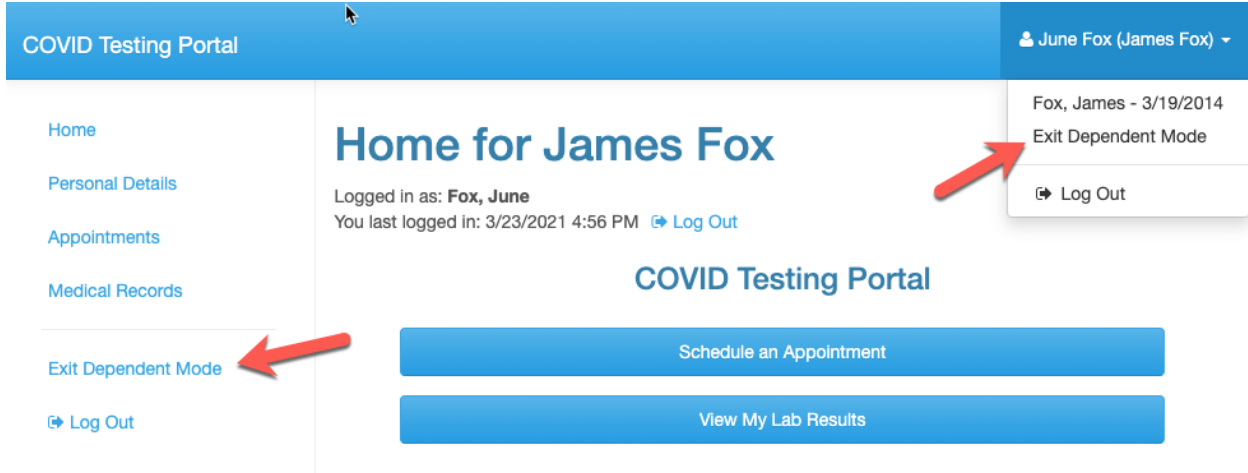 COVID Testing Portal
June Fox (James Fox)
Fox, James - 3/19/2014
Exit Dependent Mode
Log Out
Home
Personal Details
Appointments
Medical Records
Exit Dependent Mode
Log Out
Home for James Fox
Logged in as: Fox, June
You last logged in: 3/23/2021 4:56 PM Log Out
COVID Testing Portal
Schedule an Appointment
View My Lab Results